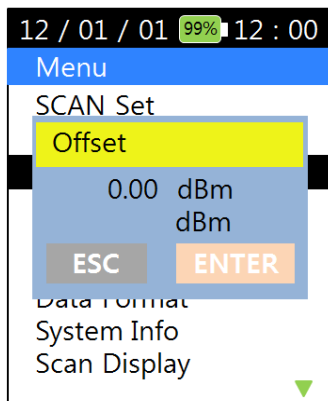 12 / 01 / 01 99% 12 : 00
Menu
SCAN Set
Offset
0.00 dBm
dBm
ESC ENTER
Data Format
System Info
Scan Display